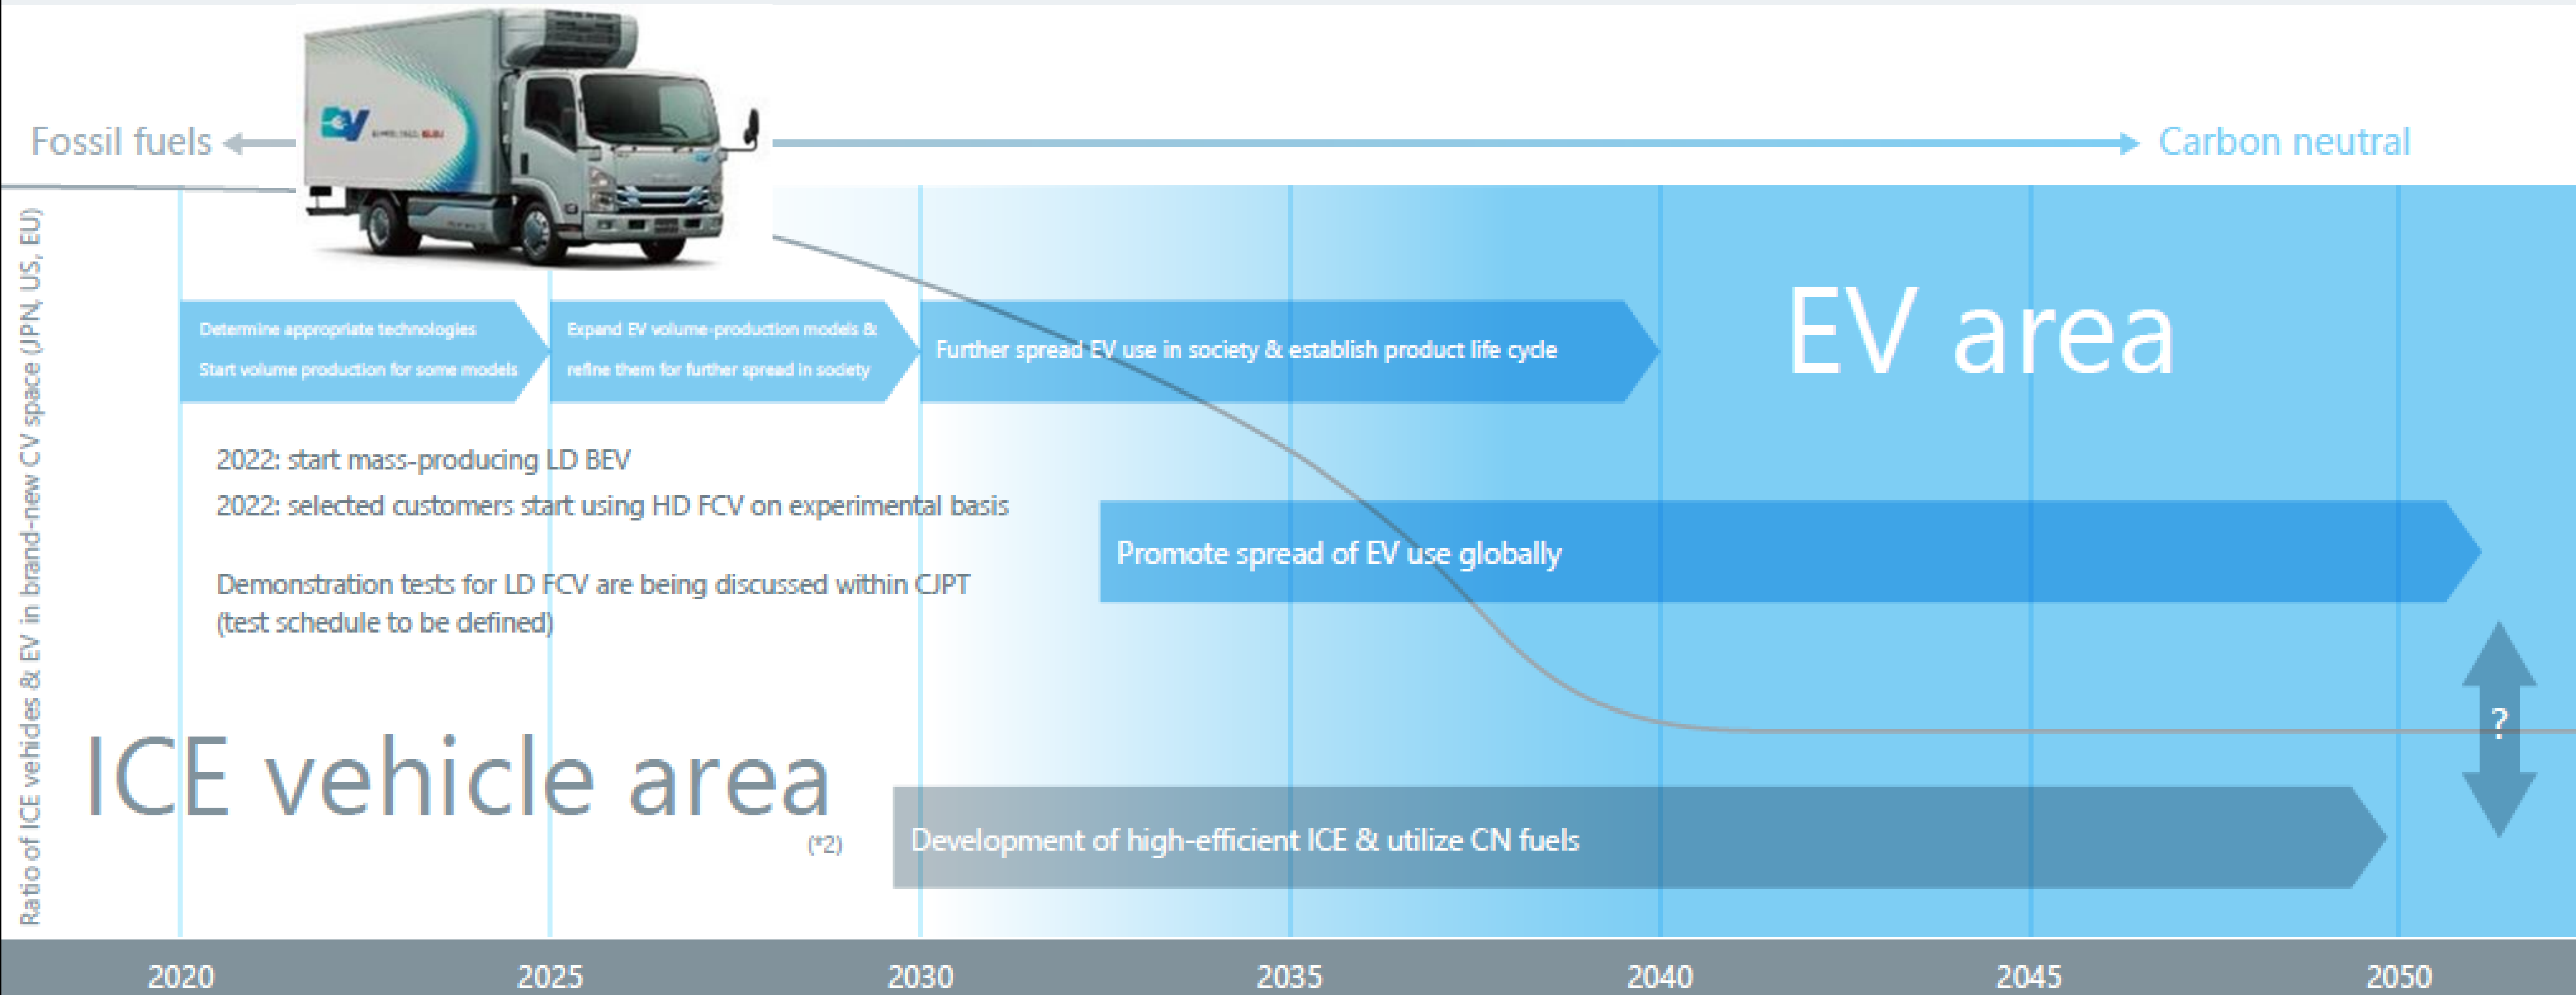 Fossil fuels
Carbon neutral
EV
Ratio of ICE vehicles & EV in brand-new CV space (JPN, US, EU)
Determine appropriate technologies
Start volume production for some models
Expand EV volume-production models &
refine them for further spread in society
Further spread EV use in society & establish product life cycle
EV area
2022: start mass-producing LD BEV
2022: selected customers start using HD FCV on experimental basis
Promote spread of EV use globally
Demonstration tests for LD FCV are being discussed within CJPT
(test schedule to be defined)
?
ICE vehicle area
(*2)
Development of high-efficient ICE & utilize CN fuels
2020 2025 2030 2035 2040 2045 2050